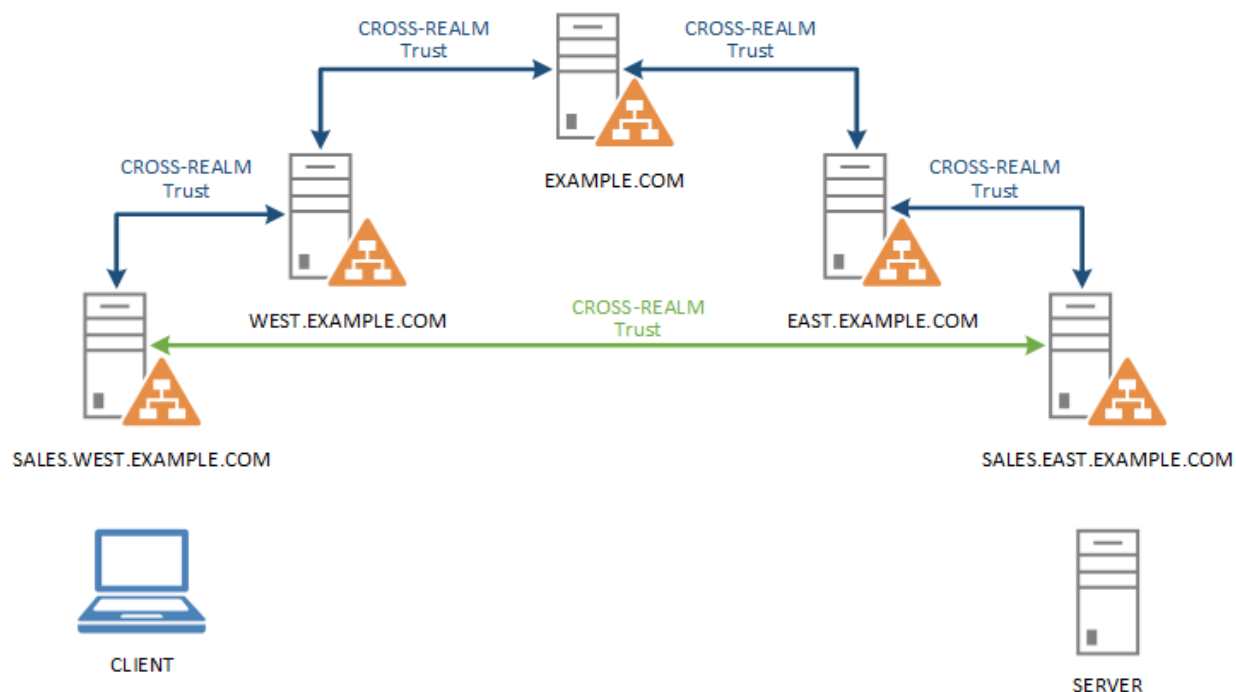 CROSS-REALM
Trust
CROSS-REALM
Trust
EXAMPLE.COM
CROSS-REALM
Trust
CROSS-REALM
Trust
WEST.EXAMPLE.COM
CROSS-REALM
Trust
EAST.EXAMPLE.COM
SALES.WEST.EXAMPLE.COM
SALES.EAST.EXAMPLE.COM
CLIENT
SERVER